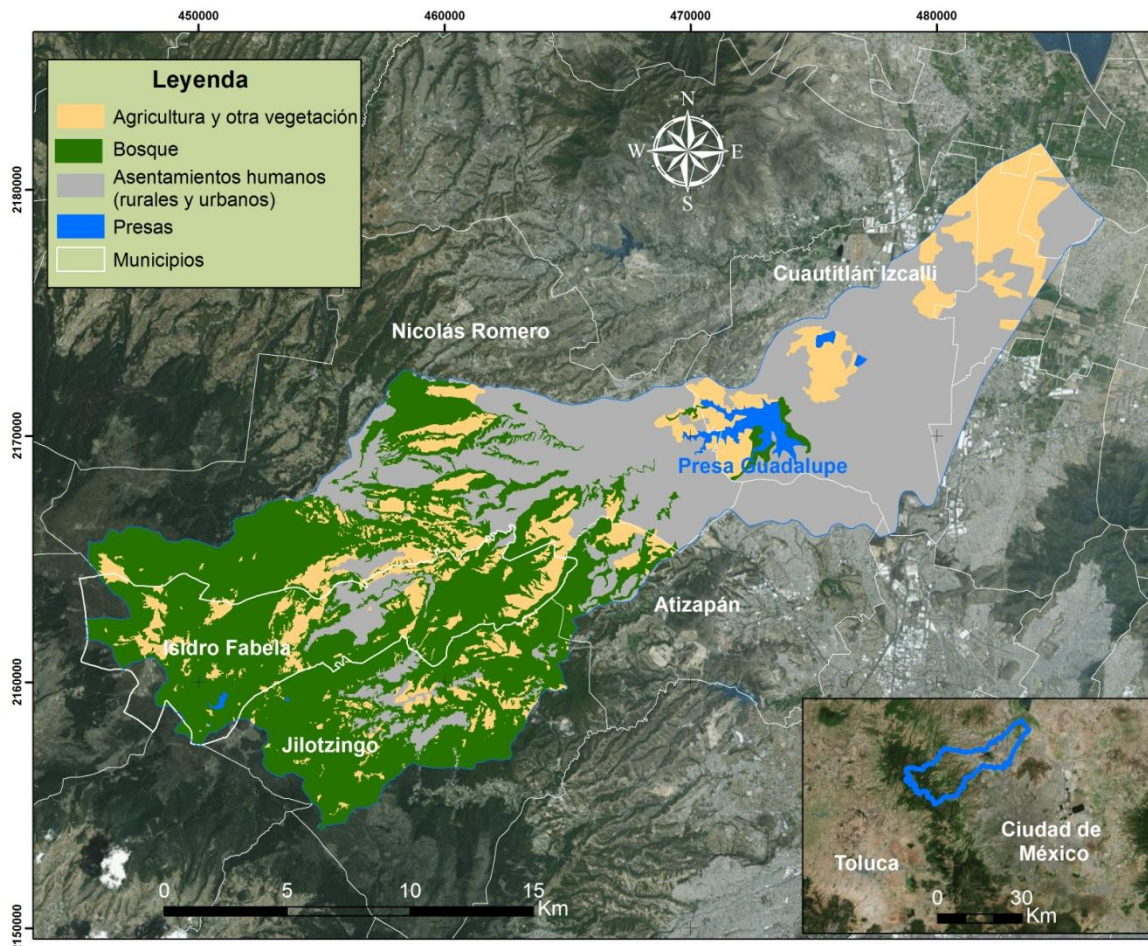 450000 460000 470000 480000
Leyenda
Agricultura y otra vegetación
Bosque
Asentamientos humanos
(rurales y urbanos)
Presas
Municipios
N
W E
S
2180000
Cuautitlán Izcalli
Nicolás Romero
2170000
Presa Guadalupe
Atizapán
Isidro Fabela
2160000
Jilotzingo
Ciudad de
México
Toluca
0 5 10 15
Km
0 30
Km
2150000